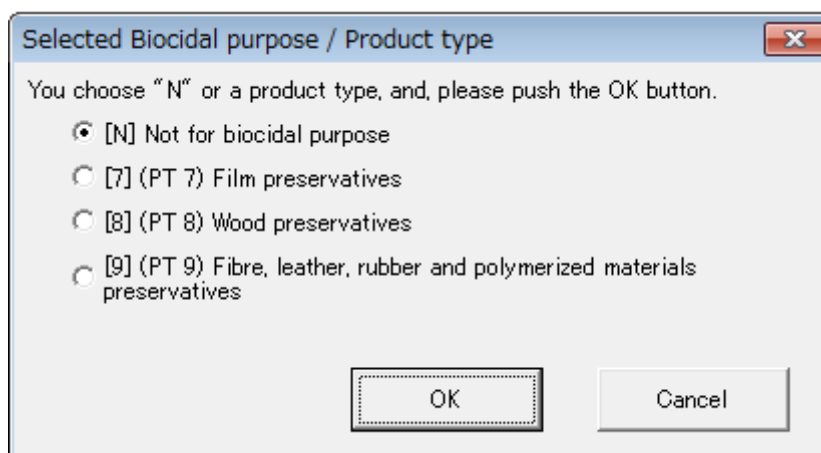 Selected Biocidal purpose / Product type
You choose "N" or a product type, and, please push the OK button.
[N] Not for biocidal purpose
[7] (PT 7) Film preservatives
[8] (PT 8) Wood preservatives
[9] (PT 9) Fibre, leather, rubber and polymerized materials
preservatives
OK Cancel